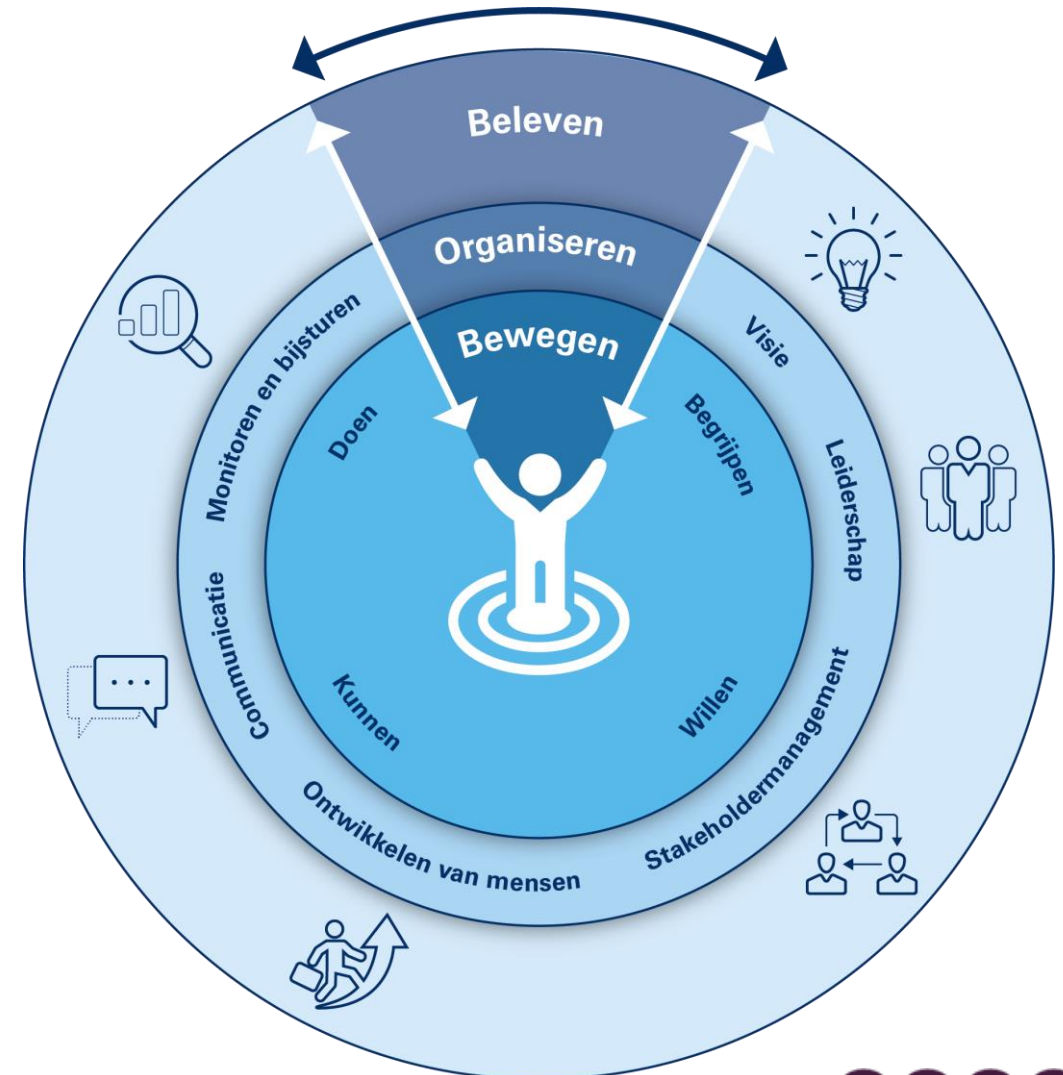 Beleven
Organiseren
Bewegen
Visie
Leiderschap
Stakeholdermanagement
Ontwikkelen van mensen
Communicatie
Monitoren en bijsturen
Begrijpen
Willen
Kunnen
Doen